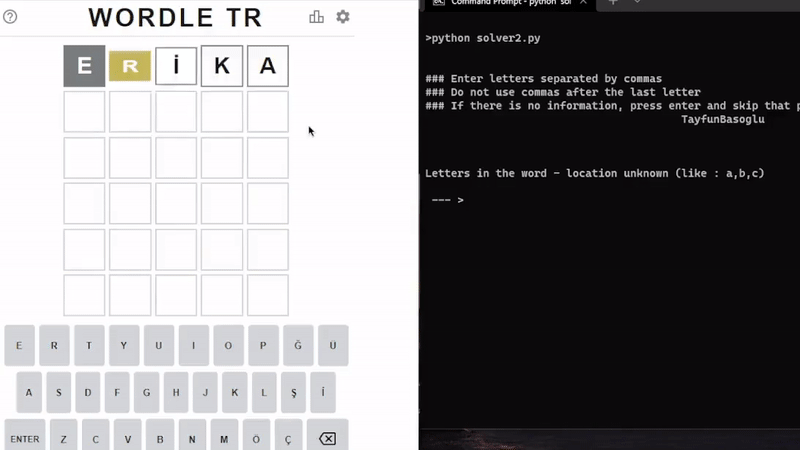 WORDLE TR
E R İ K A
E R T Y U I O P Ğ Ü
A S D F G H J K L Ş İ
ENTER Z C V B N M Ö Ç
Command Prompt - python sol
>python solver2.py
### Enter letters separated by commas
### Do not use commas after the last letter
### If there is no information, press enter and skip that p
TayfunBasoglu
Letters in the word - location unknown (like : a,b,c)
--- >